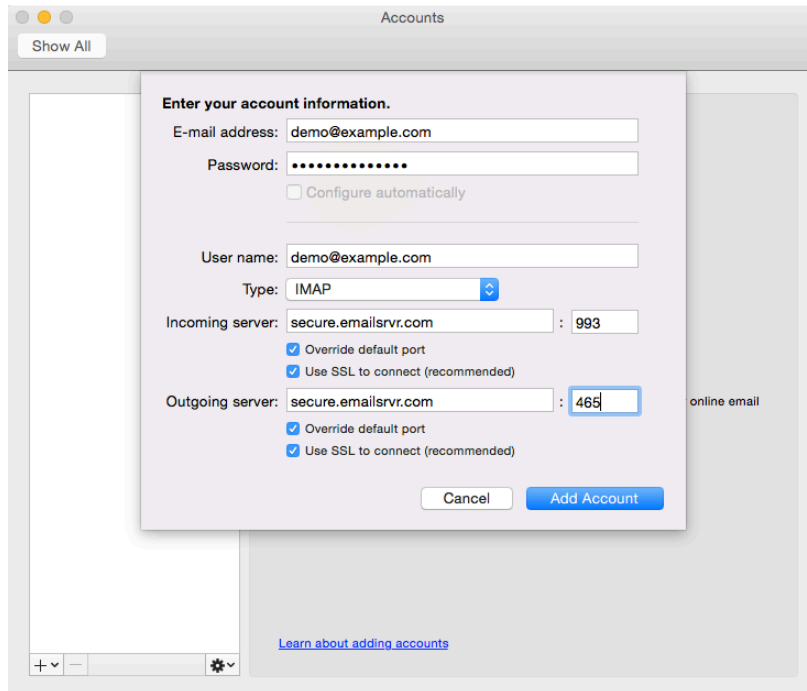 Accounts
Show All
Enter your account information.
E-mail address: demo@example.com
Password: ••••••••••••••
Configure automatically
User name: demo@example.com
Type: IMAP
Incoming server: secure.emailsrvr.com : 993
Override default port
Use SSL to connect (recommended)
Outgoing server: secure.emailsrvr.com : 465
online email
Override default port
Use SSL to connect (recommended)
Cancel Add Account
Learn about adding accounts